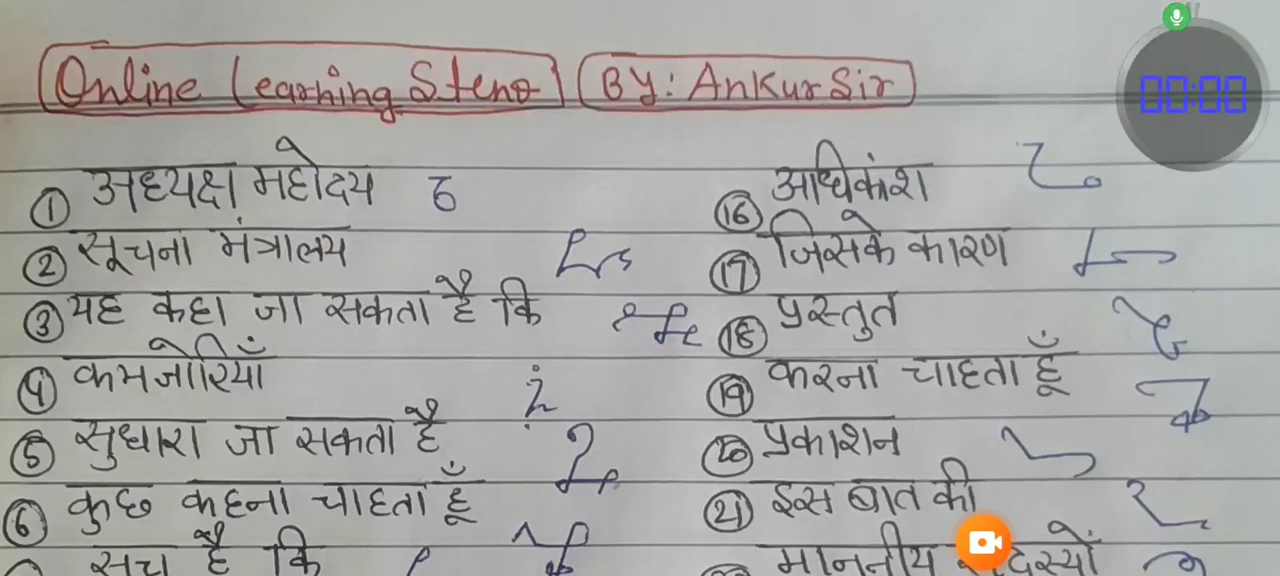 Online Learning Steno BY: Ankur Sir
00:00
① अध्यक्ष महोदय
② सूचना मंत्रालय
③ यह कहा जा सकता है कि
④ कमजोरियाँ
⑤ सुधारा जा सकता है
⑥ कुछ कहना चाहता हूँ
सच है कि
⑯ अधिकांश
⑰ जिसके कारण
⑱ प्रस्तुत
⑲ करना चाहता हूँ
⑳ प्रकाशन
㉑ इस बात की
माननीय